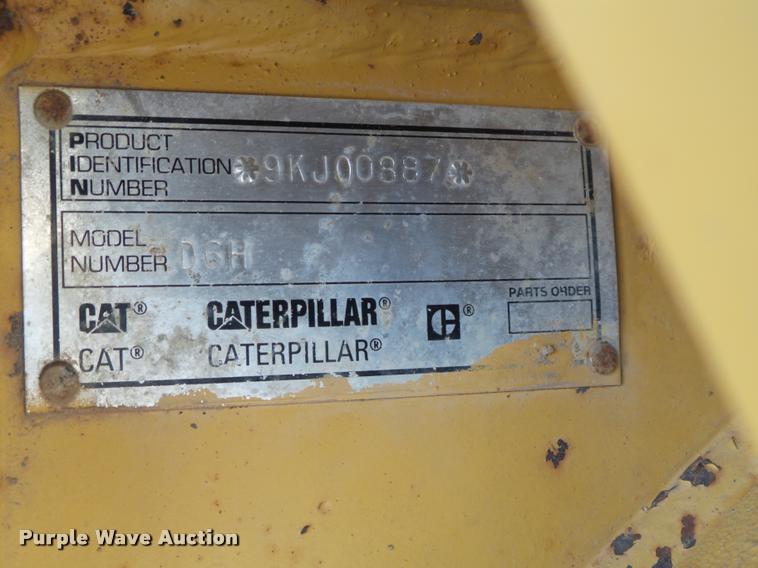 PRODUCT
IDENTIFICATION
NUMBER
*9KJ00887*
MODEL
NUMBER
D6H
CAT®
CATERPILLAR®
C®
PARTS ORDER
CAT®
CATERPILLAR®
Purple Wave Auction®